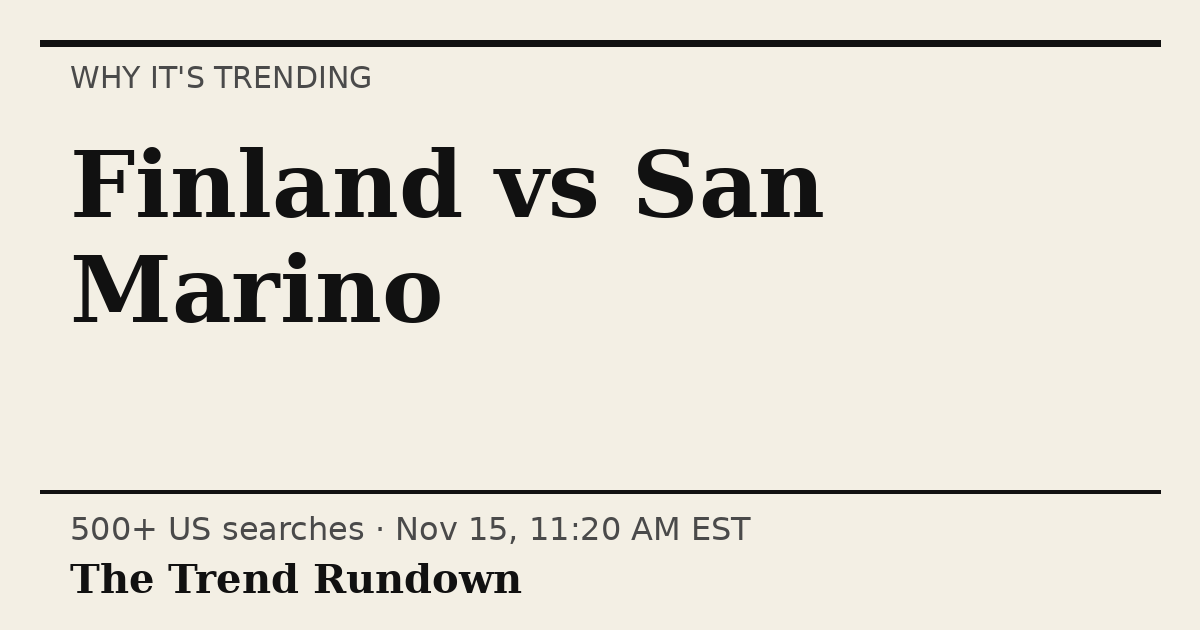 WHY IT'S TRENDING
Finland vs San
Marino
500+ US searches · Nov 15, 11:20 AM EST
The Trend Rundown